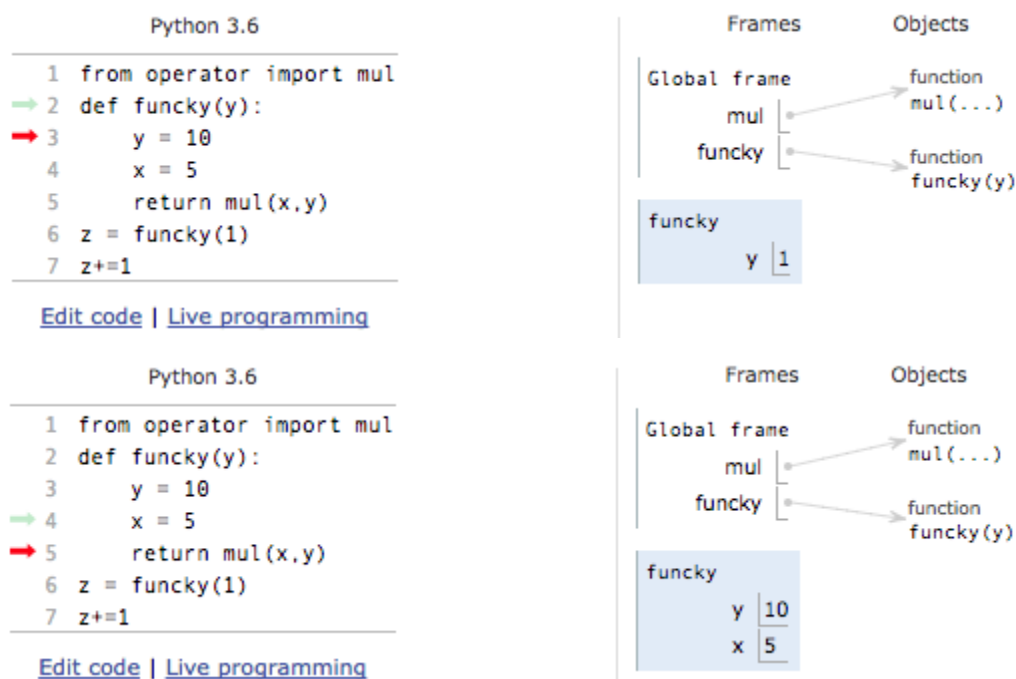 Python 3.6
1 from operator import mul
2 def funcky(y):
3 y = 10
4 x = 5
5 return mul(x,y)
6 z = funcky(1)
7 z+=1
Edit code | Live programming
Frames Objects
Global frame
mul
funcky
function
mul(...)
function
funcky(y)
funcky
y 1
Python 3.6
1 from operator import mul
2 def funcky(y):
3 y = 10
4 x = 5
5 return mul(x,y)
6 z = funcky(1)
7 z+=1
Edit code | Live programming
Frames Objects
Global frame
mul
funcky
function
mul(...)
function
funcky(y)
funcky
y 10
x 5